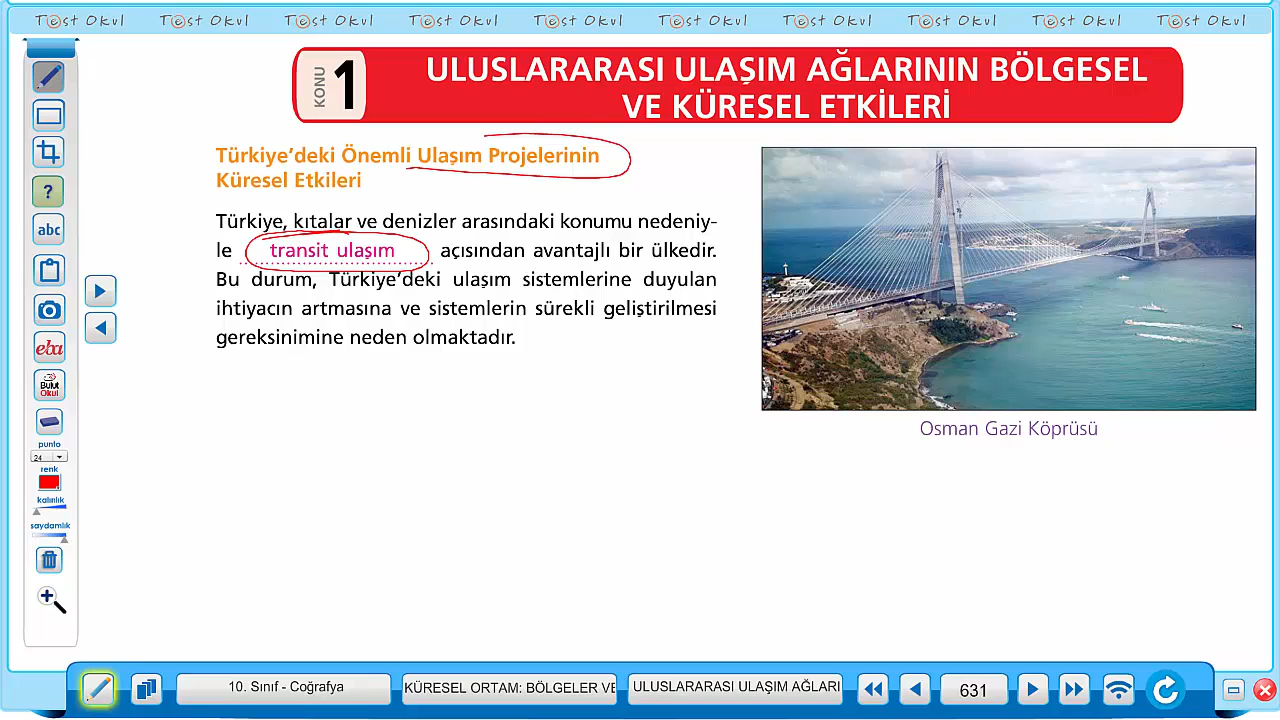 Test Okul Test Okul Test Okul Test Okul Test Okul Test Okul Test Okul Test Okul Test Okul Test Okul
KONU 1
ULUSLARARASI ULAŞIM AĞLARININ BÖLGESEL
VE KÜRESEL ETKİLERİ
Türkiye'deki Önemli Ulaşım Projelerinin
Küresel Etkileri
Türkiye, kıtalar ve denizler arasındaki konumu nedeniy-
le transit ulaşım açısından avantajlı bir ülkedir.
Bu durum, Türkiye'deki ulaşım sistemlerine duyulan
ihtiyacın artmasına ve sistemlerin sürekli geliştirilmesi
gereksinimine neden olmaktadır.
Osman Gazi Köprüsü
?
abc
eba
Bulut
Okul
punto
24
renk
kalınlık
saydamlık
10. Sınıf - Coğrafya
KÜRESEL ORTAM: BÖLGELER VE
ULUSLARARASI ULAŞIM AĞLARI
631